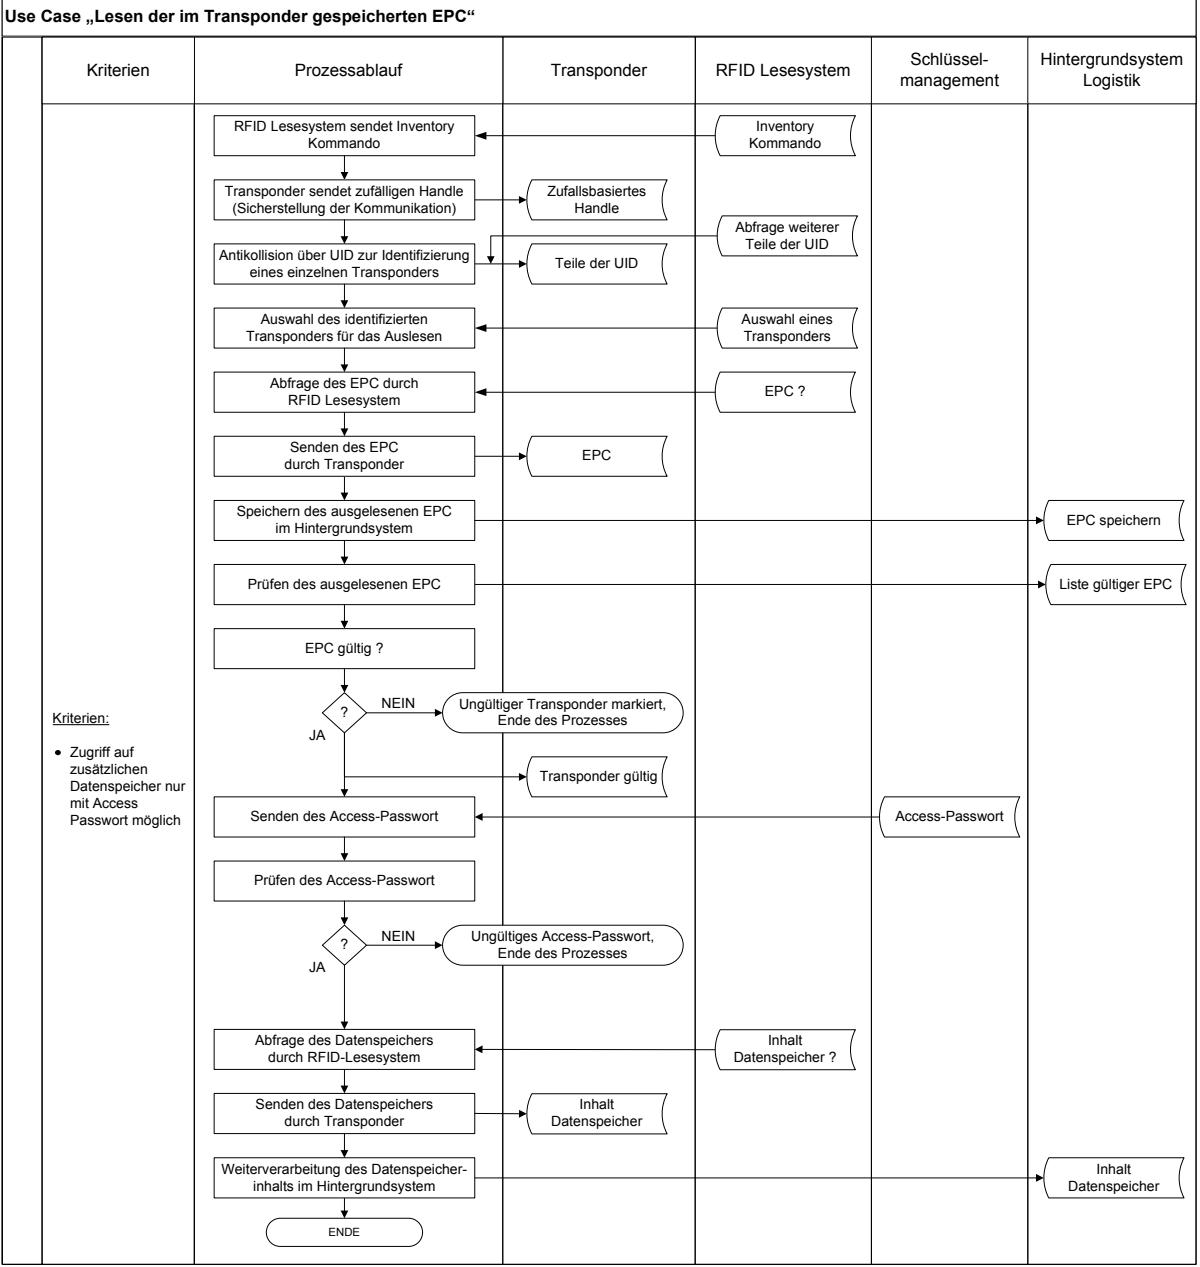 Use Case „Lesen der im Transponder gespeicherten EPC“
Kriterien
Prozessablauf
Transponder
RFID Lesesystem
Schlüssel-
management
Hintergrundsystem
Logistik
RFID Lesesystem sendet Inventory
Kommando
Inventory
Kommando
Transponder sendet zufälligen Handle
(Sicherstellung der Kommunikation)
Zufallsbasiertes
Handle
Abfrage weiterer
Teile der UID
Antikollision über UID zur Identifizierung
eines einzelnen Transponders
Teile der UID
Auswahl des identifizierten
Transponders für das Auslesen
Auswahl eines
Transponders
Abfrage des EPC durch
RFID Lesesystem
EPC ?
Senden des EPC
durch Transponder
EPC
Speichern des ausgelesenen EPC
im Hintergrundsystem
EPC speichern
Prüfen des ausgelesenen EPC
Liste gültiger EPC
EPC gültig ?
?
NEIN
JA
Ungültiger Transponder markiert,
Ende des Prozesses
Kriterien:
• Zugriff auf
zusätzlichen
Datenspeicher nur
mit Access
Passwort möglich
Transponder gültig
Senden des Access-Passwort
Access-Passwort
Prüfen des Access-Passwort
?
NEIN
JA
Ungültiges Access-Passwort,
Ende des Prozesses
Abfrage des Datenspeichers
durch RFID-Lesesystem
Inhalt
Datenspeicher ?
Senden des Datenspeichers
durch Transponder
Inhalt
Datenspeicher
Weiterverarbeitung des Datenspeicher-
inhalts im Hintergrundsystem
Inhalt
Datenspeicher
ENDE